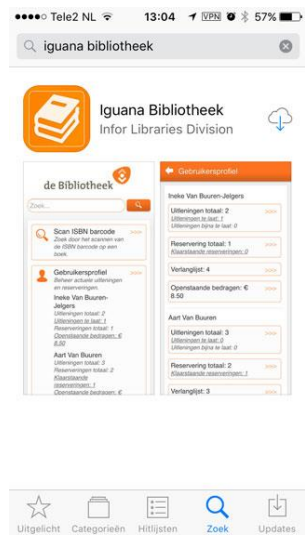 Tele2 NL 13:04 VPN 57%
iguana bibliotheek
Iguana Bibliotheek
Infor Libraries Division
de Bibliotheek
Zoek...
Scan ISBN barcode >>>
Zoek door het scannen van
de ISBN barcode op een
boek.
Gebruikersprofiel >>>
Beheer actuele uitleningen
en reserveringen.
Ineke Van Buuren-
Jelgers
Uitleningen totaal: 2
Uitleningen te laat: 1
Reserveringen totaal: 1
Openstaande bedragen: €
8.50
Aart Van Buuren
Uitleningen totaal: 3
Reserveringen totaal: 2
Klaarstaande
reserveringen: 1
Openstaande bedragen: €
Gebruikersprofiel
Ineke Van Buuren-Jelgers
Uitleningen totaal: 2 >>>
Uitleningen te laat: 1
Uitleningen bijna te laat: 0
Reservering totaal: 1 >>>
Klaarstaande reserveringen: 0
Verlanglijst: 4 >>>
Openstaande bedragen: € >>>
8.50
Aart Van Buuren
Uitleningen totaal: 3 >>>
Uitleningen te laat: 0
Uitleningen bijna te laat: 0
Reservering totaal: 2 >>>
Klaarstaande reserveringen: 1
Verlanglijst: 3 >>>
Uitgelicht Categorieën Hitlijsten Zoek Updates